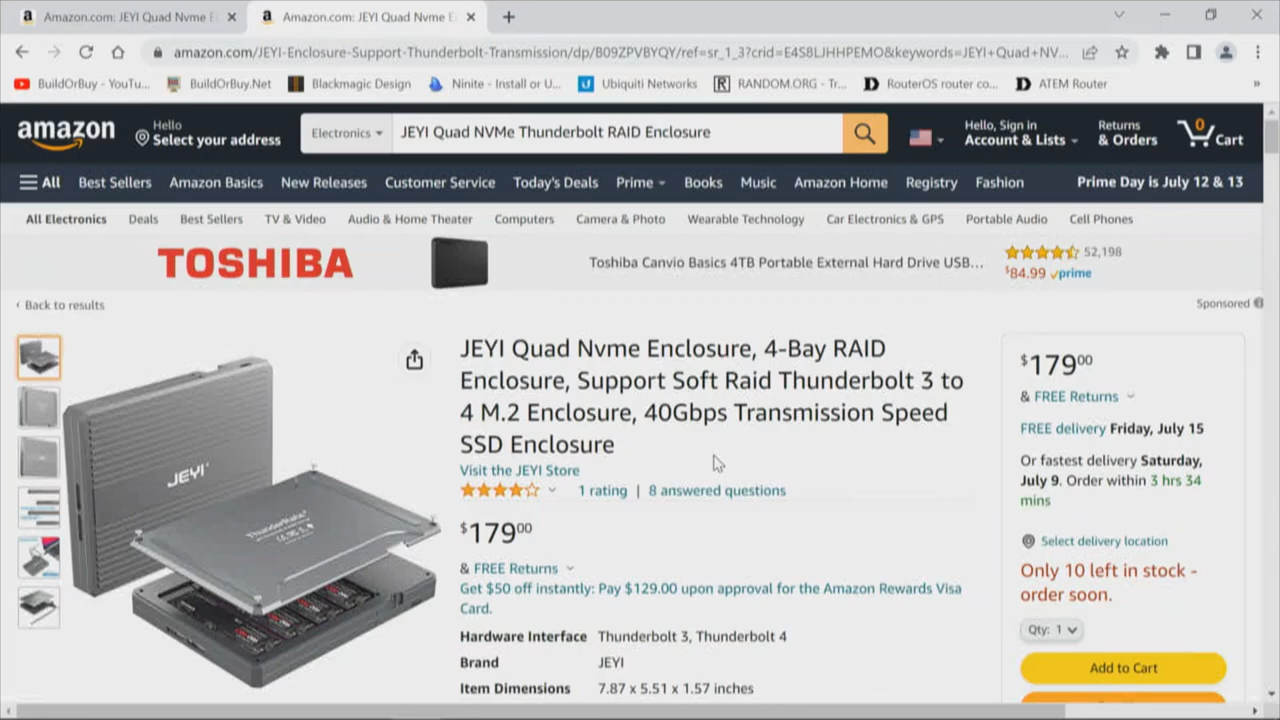 Amazon.com: JEYI Quad Nvme E
Amazon.com: JEYI Quad Nvme E
amazon.com/JEYI-Enclosure-Support-Thunderbolt-Transmission/dp/B09ZPVBYQY/ref=sr_1_3?crid=E4S8LJHHPEMO&keywords=JEYI+Quad+NV...
BuildOrBuy - YouTu...
BuildOrBuy.Net
Blackmagic Design
Ninite - Install or U...
Ubiquiti Networks
RANDOM.ORG - Tr...
RouterOS router co...
ATEM Router
amazon
Hello
Select your address
Electronics
JEYI Quad NVMe Thunderbolt RAID Enclosure
Hello, Sign in
Account & Lists
Returns
& Orders
0
Cart
All
Best Sellers
Amazon Basics
New Releases
Customer Service
Today's Deals
Prime
Books
Music
Amazon Home
Registry
Fashion
Prime Day is July 12 & 13
All Electronics
Deals
Best Sellers
TV & Video
Audio & Home Theater
Computers
Camera & Photo
Wearable Technology
Car Electronics & GPS
Portable Audio
Cell Phones
TOSHIBA
Toshiba Canvio Basics 4TB Portable External Hard Drive USB...
52,198
$84.99 prime
‹ Back to results
Sponsored
JEYI
JEYI Quad Nvme Enclosure, 4-Bay RAID
Enclosure, Support Soft Raid Thunderbolt 3 to
4 M.2 Enclosure, 40Gbps Transmission Speed
SSD Enclosure
Visit the JEYI Store
1 rating | 8 answered questions
$179.00
& FREE Returns
Get $50 off instantly: Pay $129.00 upon approval for the Amazon Rewards Visa
Card.
Hardware Interface Thunderbolt 3, Thunderbolt 4
Brand JEYI
Item Dimensions 7.87 x 5.51 x 1.57 inches
$179.00
& FREE Returns
FREE delivery Friday, July 15
Or fastest delivery Saturday,
July 9. Order within 3 hrs 34
mins
Select delivery location
Only 10 left in stock -
order soon.
Qty: 1
Add to Cart